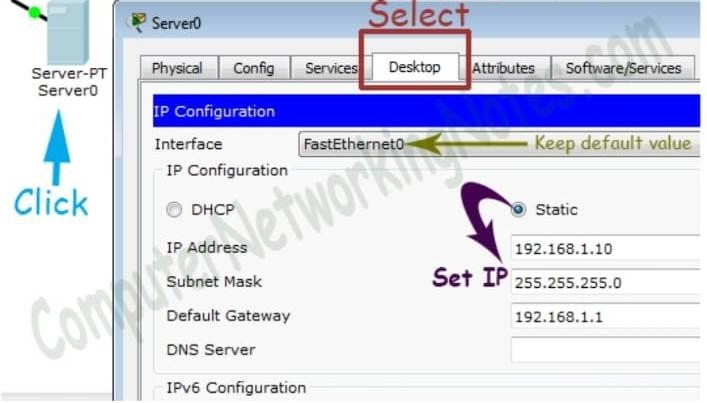 Select
Server0
Server-PT
Server0
Physical Config Services Desktop Attributes Software/Services
IP Configuration
Interface FastEthernet0 Keep default value
IP Configuration
Click
DHCP Static
IP Address 192.168.1.10
Subnet Mask Set IP 255.255.255.0
Default Gateway 192.168.1.1
DNS Server
IPv6 Configuration
ComputerNetworkingNotes.com